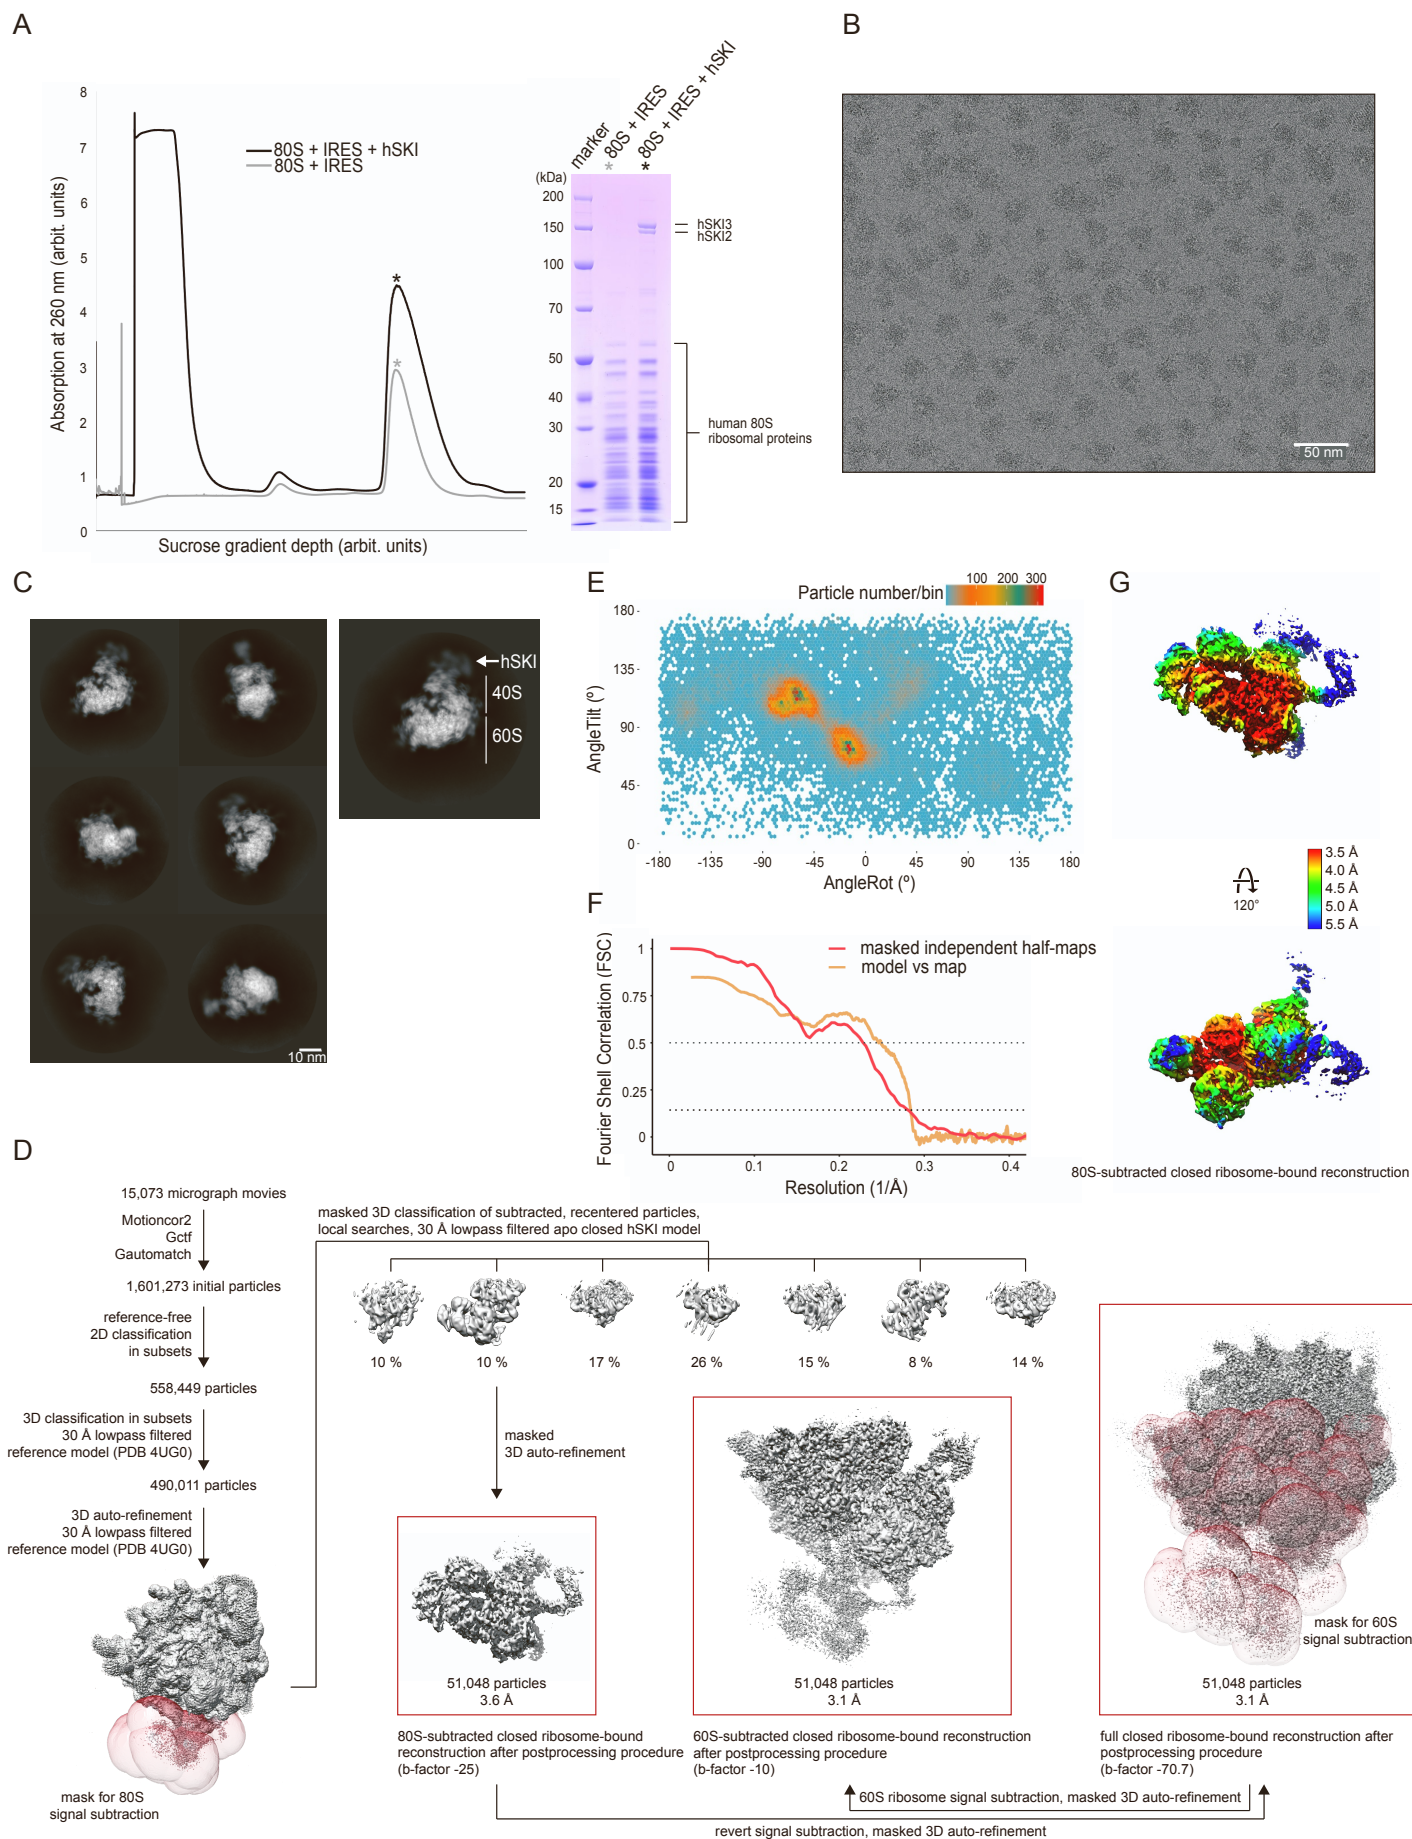 A
8
7
6
5
4
3
2
1
0
Absorption at 260 nm (arbit. units)
Sucrose gradient depth (arbit. units)
80S + IRES + hSKI
80S + IRES
*
*
marker
* 80S + IRES
* 80S + IRES + hSKI
(kDa)
200
150
100
70
50
40
30
20
15
hSKI3
hSKI2
human 80S
ribosomal proteins
B
50 nm
C
hSKI
40S
60S
10 nm
E
Particle number/bin
100 200 300
180
135
90
45
0
AngleTilt (º)
-180 -135 -90 -45 0 45 90 135 180
AngleRot (º)
F
Fourier Shell Correlation (FSC)
1
0.75
0.5
0.25
0
masked independent half-maps
model vs map
0 0.1 0.2 0.3 0.4
Resolution (1/Å)
G
120°
3.5 Å
4.0 Å
4.5 Å
5.0 Å
5.5 Å
80S-subtracted closed ribosome-bound reconstruction
D
15,073 micrograph movies
Motioncor2
Gctf
Gautomatch
1,601,273 initial particles
reference-free
2D classification
in subsets
558,449 particles
3D classification in subsets
30 Å lowpass filtered
reference model (PDB 4UG0)
490,011 particles
3D auto-refinement
30 Å lowpass filtered
reference model (PDB 4UG0)
mask for 80S
signal subtraction
masked 3D classification of subtracted, recentered particles,
local searches, 30 Å lowpass filtered apo closed hSKI model
10 % 10 % 17 % 26 % 15 % 8 % 14 %
masked
3D auto-refinement
51,048 particles
3.6 Å
80S-subtracted closed ribosome-bound
reconstruction after postprocessing procedure
(b-factor -25)
51,048 particles
3.1 Å
60S-subtracted closed ribosome-bound reconstruction
after postprocessing procedure
(b-factor -10)
mask for 60S
signal subtraction
51,048 particles
3.1 Å
full closed ribosome-bound reconstruction after
postprocessing procedure
(b-factor -70.7)
60S ribosome signal subtraction, masked 3D auto-refinement
revert signal subtraction, masked 3D auto-refinement